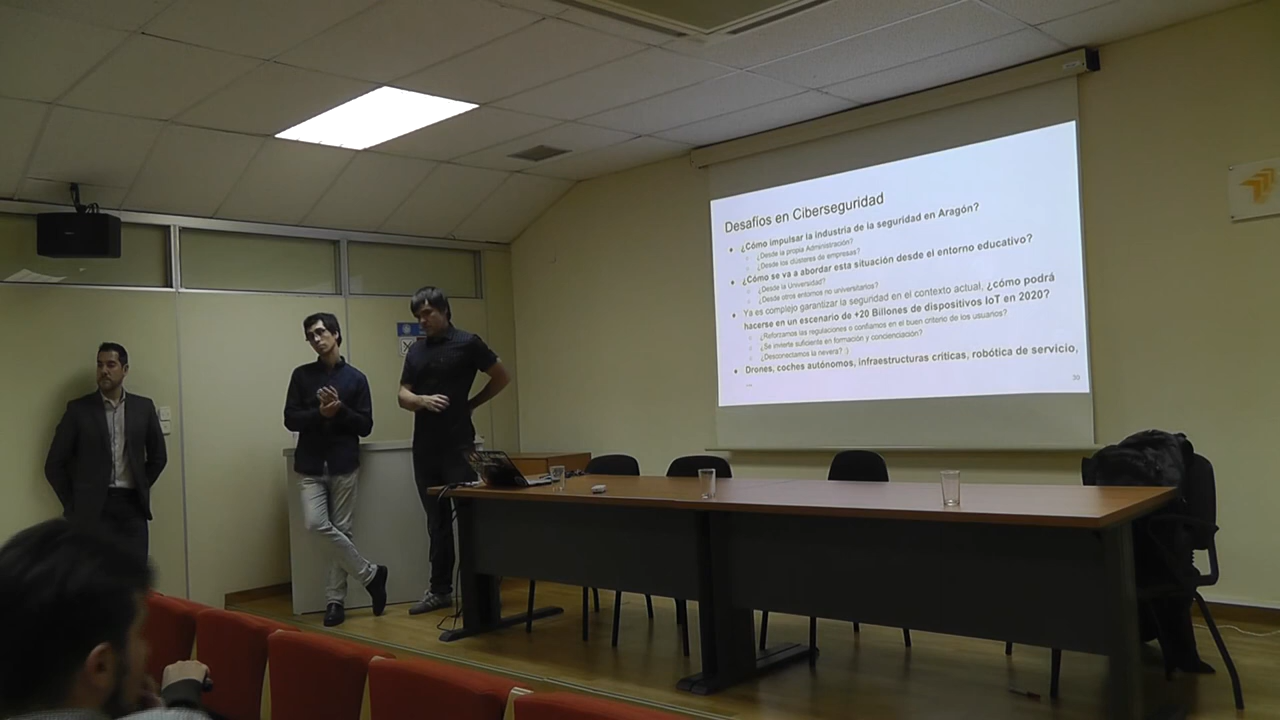 Desafíos en Ciberseguridad
● ¿Cómo impulsar la industria de la seguridad en Aragón?
○ ¿Desde la propia Administración?
○ ¿Desde los clústeres de empresas?
● ¿Cómo se va a abordar esta situación desde el entorno educativo?
○ ¿Desde la Universidad?
○ ¿Desde otros entornos no universitarios?
● Ya es complejo garantizar la seguridad en el contexto actual, ¿cómo podrá
hacerse en un escenario de +20 Billones de dispositivos IoT en 2020?
○ ¿Reforzamos las regulaciones o confiamos en el buen criterio de los usuarios?
○ ¿Se invierte suficiente en formación y concienciación?
○ ¿Desconectamos la nevera? :)
● Drones, coches autónomos, infraestructuras críticas, robótica de servicio,
...
30